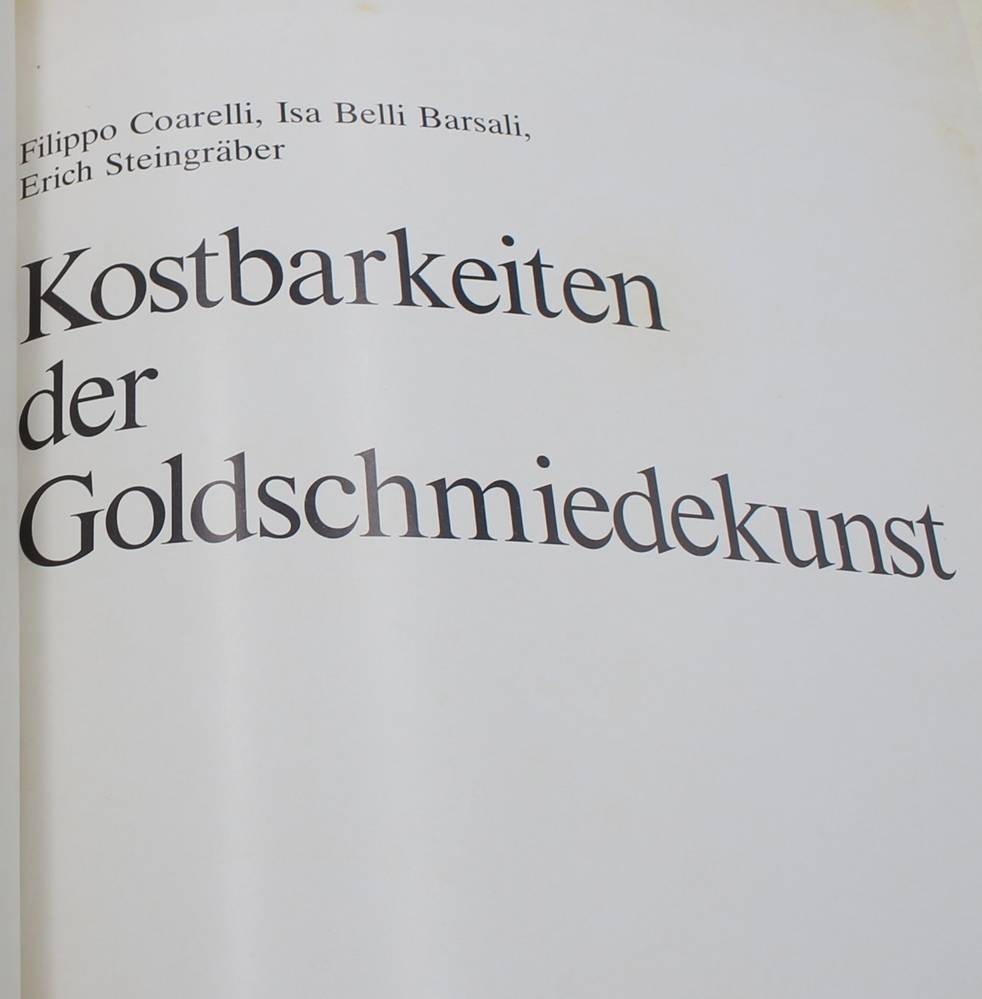 Filippo Coarelli, Isa Belli Barsali,
Erich Steingräber
Kostbarkeiten
der
Goldschmiedekunst